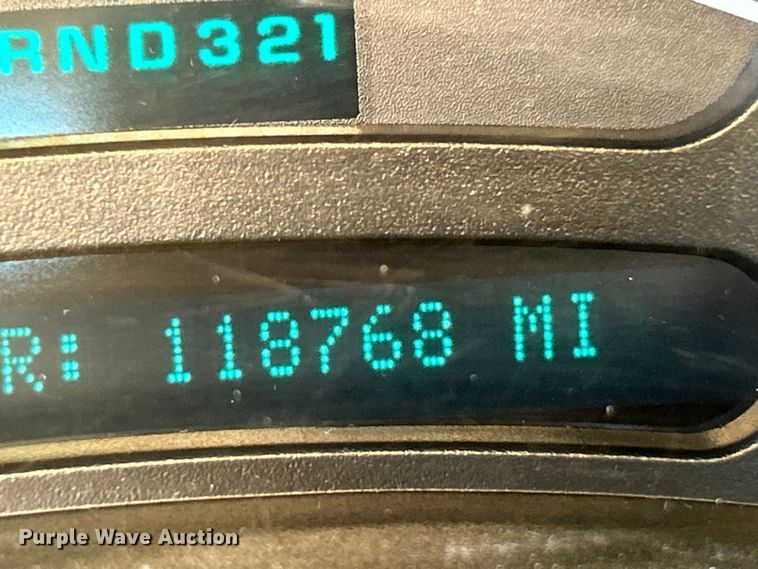 RND321
R: 118768 MI
Purple Wave Auction